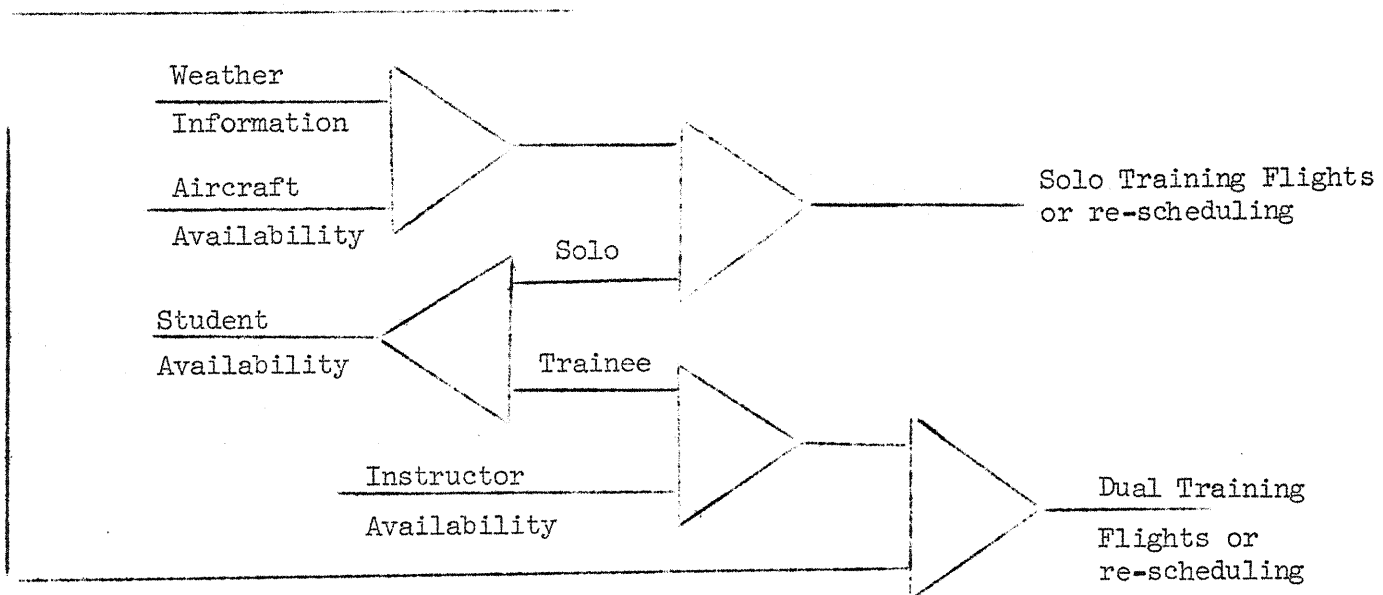 Weather
Information
Aircraft
Availability
Solo Training Flights
or re-scheduling
Solo
Student
Availability
Trainee
Instructor
Availability
Dual Training
Flights or
re-scheduling